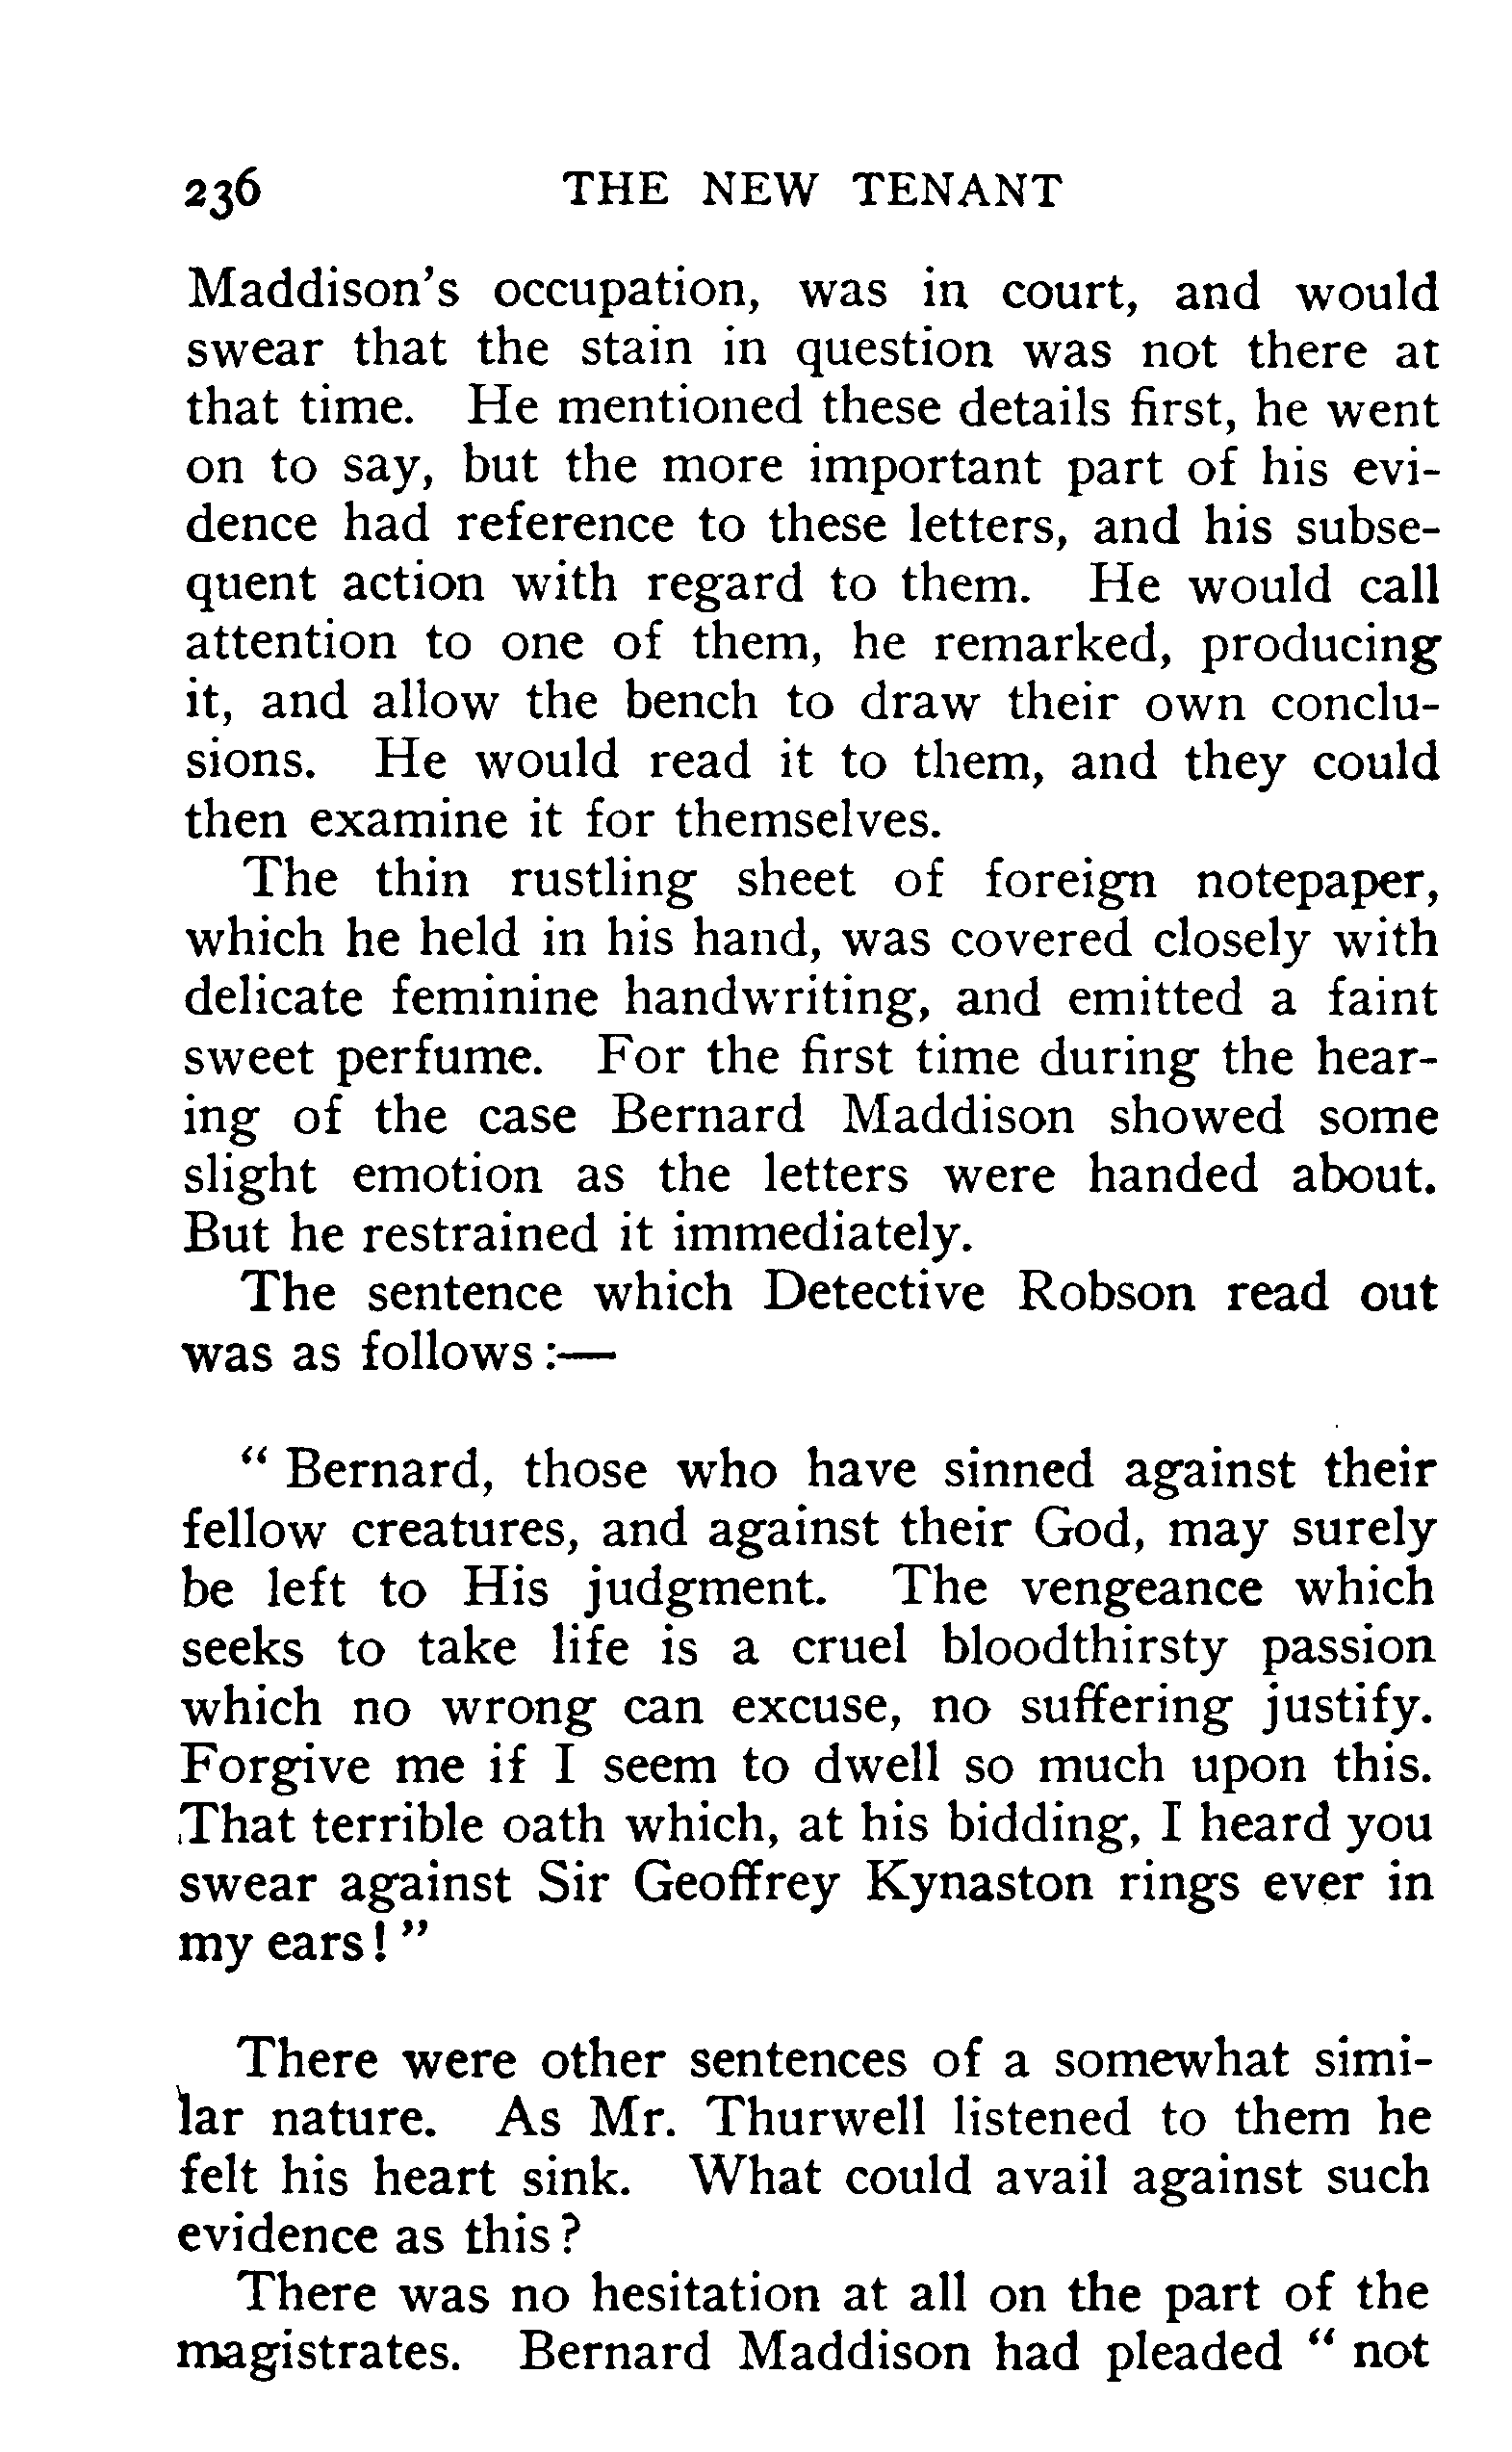 236 THE NEW TENANT
Maddison's occupation, was in court, and would
swear that the stain in question was not there at
that time. He mentioned these details first, he went
on to say, but the more important part of his evi-
dence had reference to these letters, and his subse-
quent action with regard to them. He would call
attention to one of them, he remarked, producing
it, and allow the bench to draw their own conclu-
sions. He would read it to them, and they could
then examine it for themselves.
The thin rustling sheet of foreign notepaper,
which he held in his hand, was covered closely with
delicate feminine handwriting, and emitted a faint
sweet perfume. For the first time during the hear-
ing of the case Bernard Maddison showed some
slight emotion as the letters were handed about.
But he restrained it immediately.
The sentence which Detective Robson read out
was as follows :—
“ Bernard, those who have sinned against their
fellow creatures, and against their God, may surely
be left to His judgment. The vengeance which
seeks to take life is a cruel bloodthirsty passion
which no wrong can excuse, no suffering justify.
Forgive me if I seem to dwell so much upon this.
That terrible oath which, at his bidding, I heard you
swear against Sir Geoffrey Kynaston rings ever in
my ears ! ”
There were other sentences of a somewhat simi-
lar nature. As Mr. Thurwell listened to them he
felt his heart sink. What could avail against such
evidence as this ?
There was no hesitation at all on the part of the
magistrates. Bernard Maddison had pleaded “ not